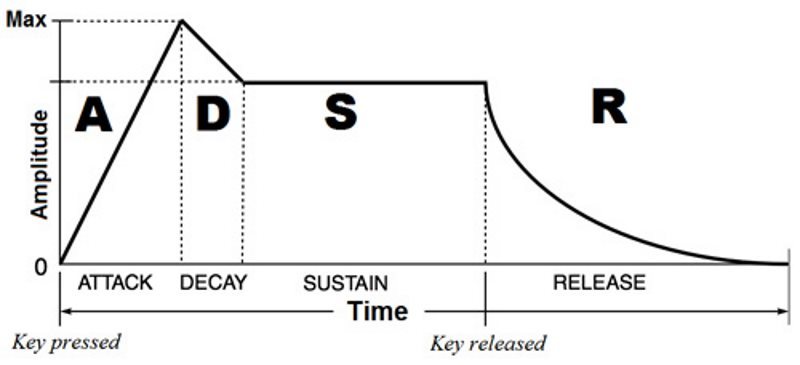 Max
A
D
S
R
Amplitude
0
ATTACK
DECAY
SUSTAIN
RELEASE
Time
Key pressed
Key released